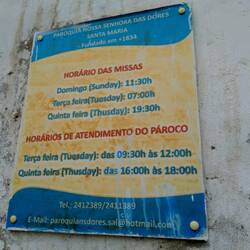 PARÓQUIA NOSSA SENHORA DAS DORES
SANTA MARIA
- Fundado em +1834
HORÁRIO DAS MISSAS
Domingo (Sunday): 11:30h
Terça feira(Tuesday): 07:00h
Quinta feira (Thusday): 19:30h
HORÁRIOS DE ATENDIMENTO DO PÁROCO
Terça feira (Tuesday): das 09:30h às 12:00h
Quinta feira (Thusday): das 16:00h às 18:00h
Tel.: 2412389/2411389
E-Mail: paroquiansdores.sal@hotmail.com